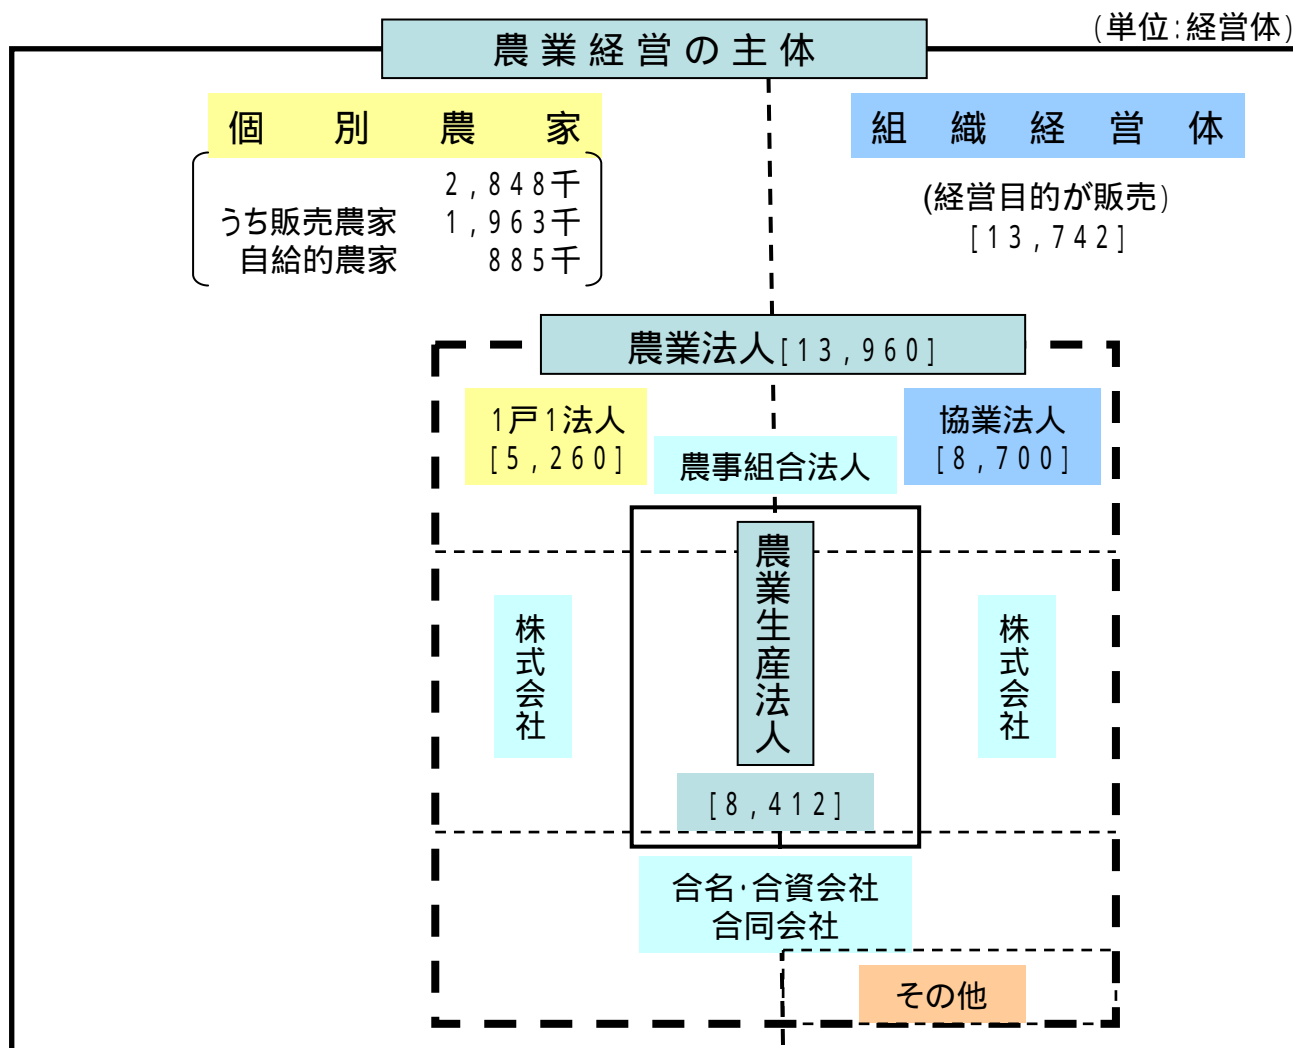 (単位:経営体)
農業経営の主体
個別農家
2,848千
うち販売農家 1,963千
自給的農家 885千
組織経営体
(経営目的が販売)
[13,742]
農業法人[13,960]
1戸1法人
[5,260]
農事組合法人
協業法人
[8,700]
株式会社
農業生産法人
[8,412]
株式会社
合名・合資会社
合同会社
その他